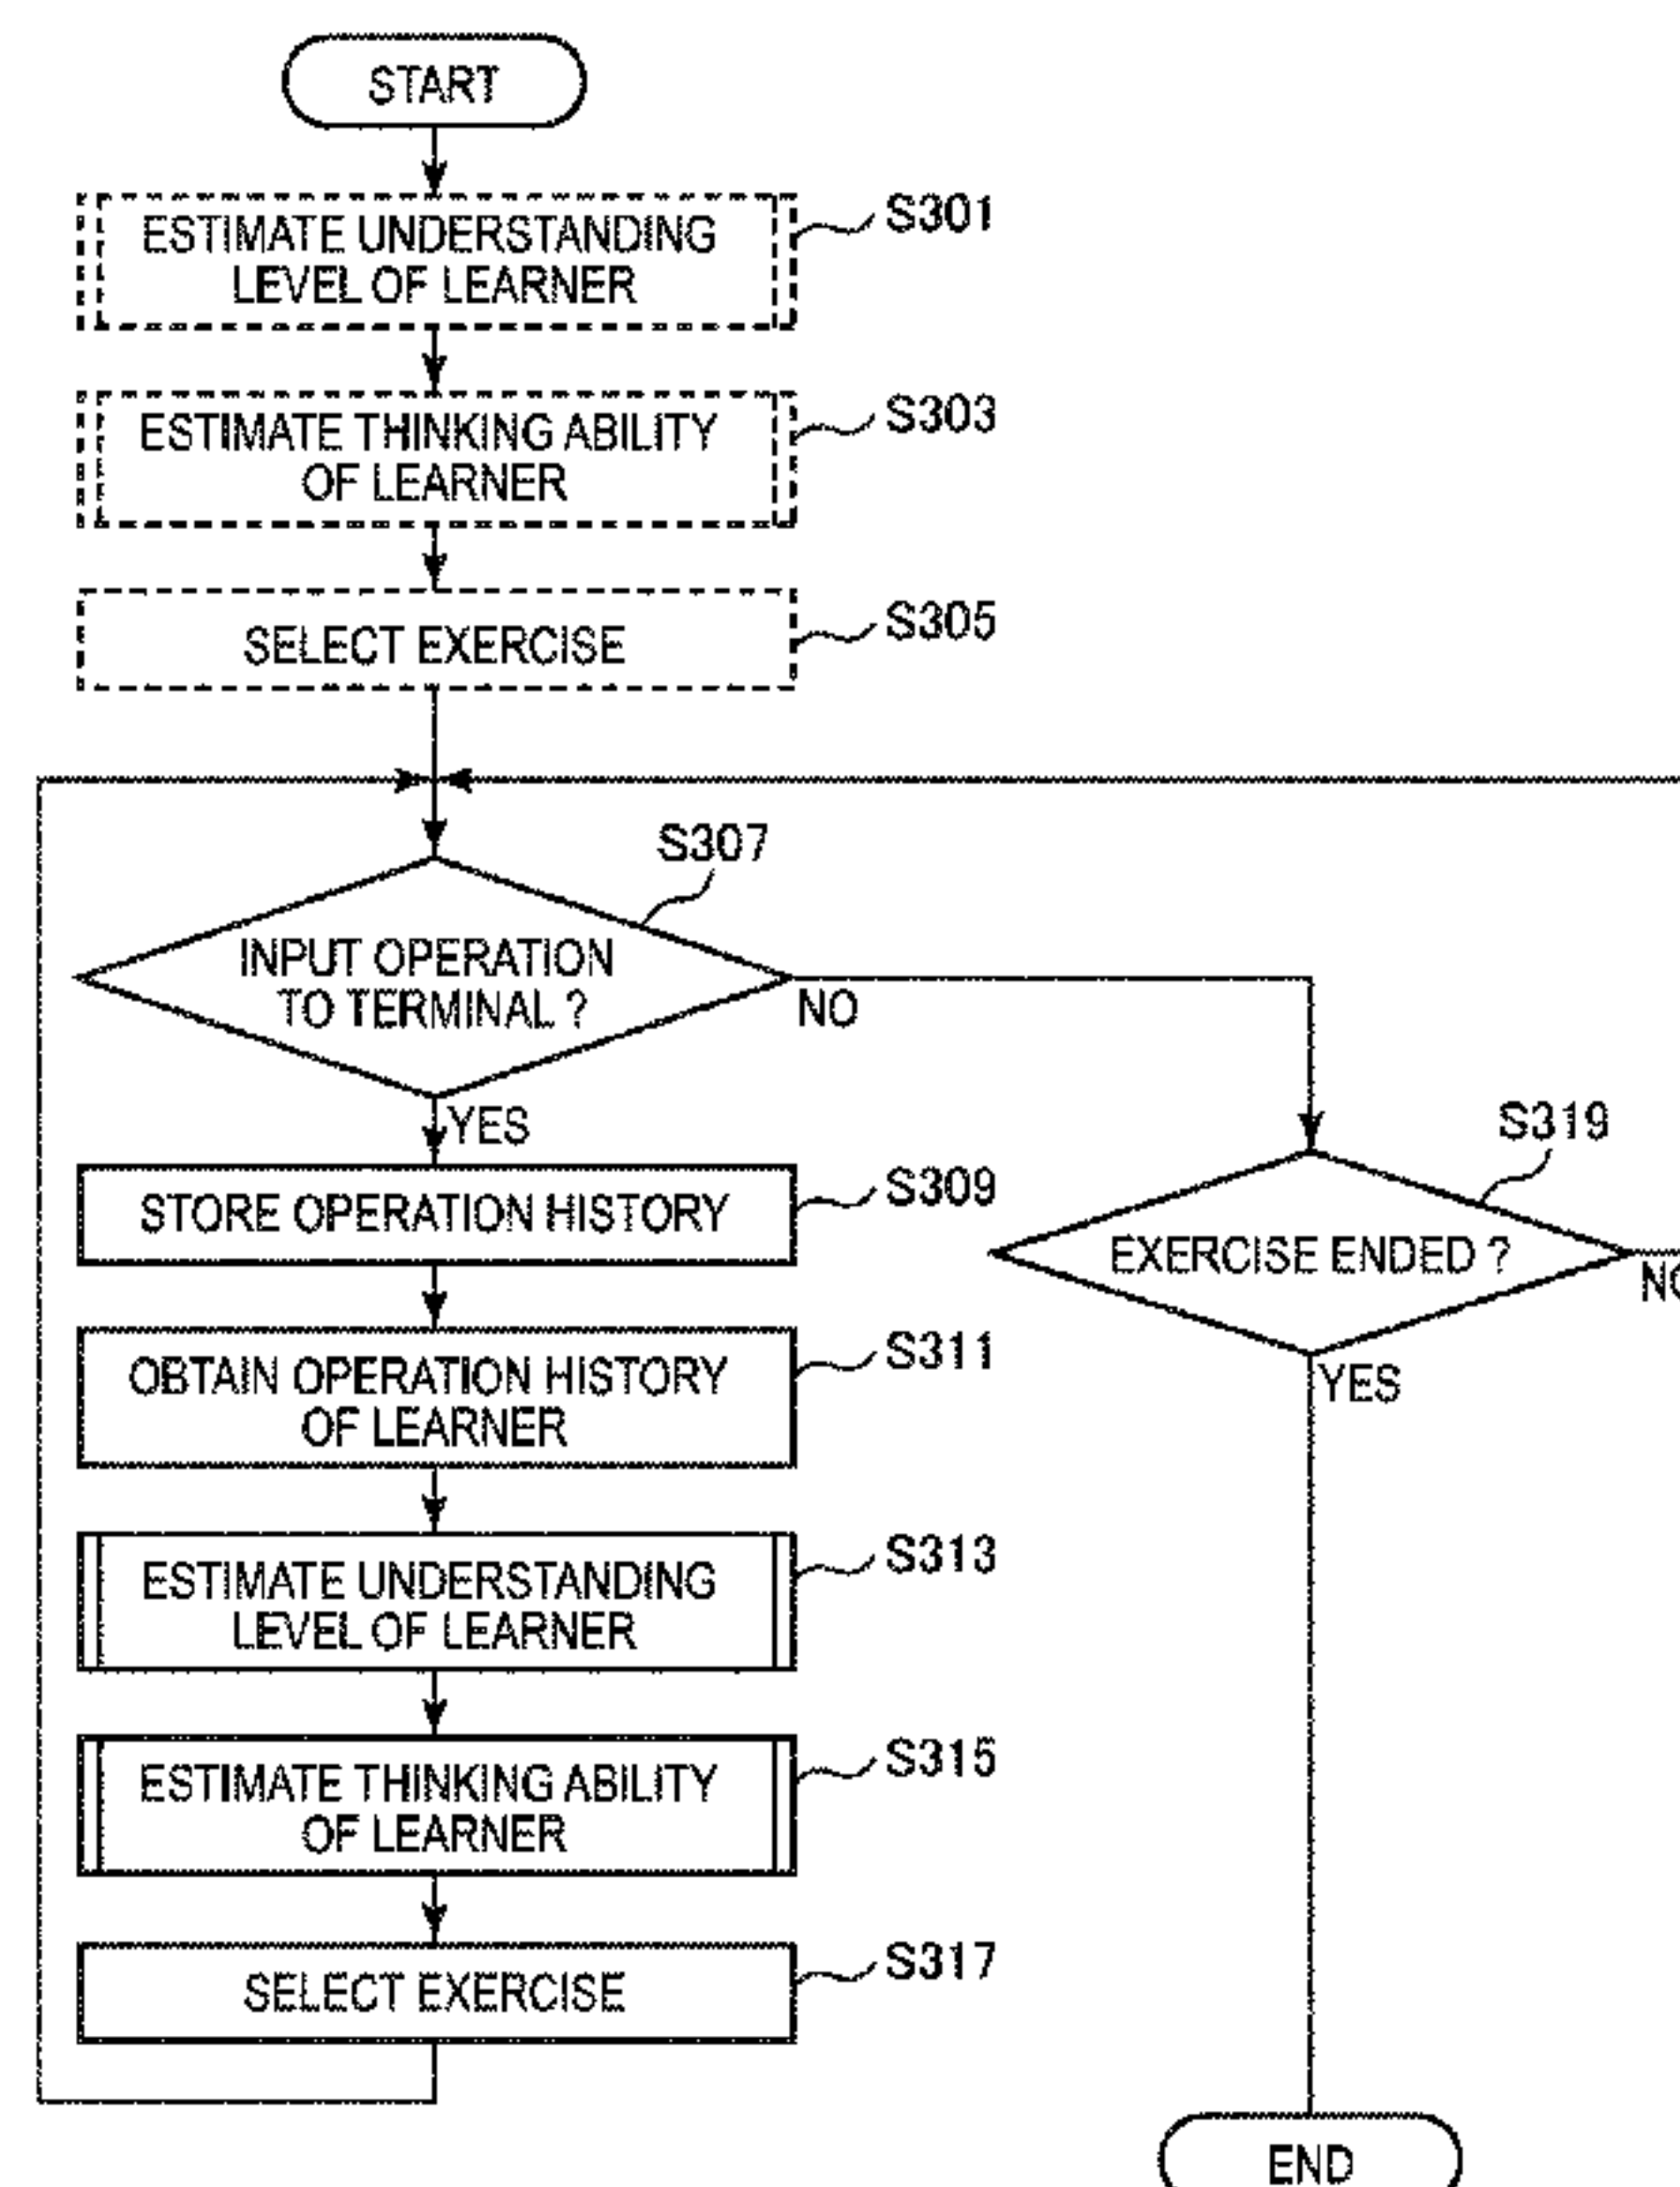 START
ESTIMATE UNDERSTANDING
LEVEL OF LEARNER
S301
ESTIMATE THINKING ABILITY
OF LEARNER
S303
SELECT EXERCISE
S305
S307
INPUT OPERATION
TO TERMINAL ?
NO
YES
STORE OPERATION HISTORY
S309
S319
EXERCISE ENDED ?
NO
YES
OBTAIN OPERATION HISTORY
OF LEARNER
S311
ESTIMATE UNDERSTANDING
LEVEL OF LEARNER
S313
ESTIMATE THINKING ABILITY
OF LEARNER
S315
SELECT EXERCISE
S317
END